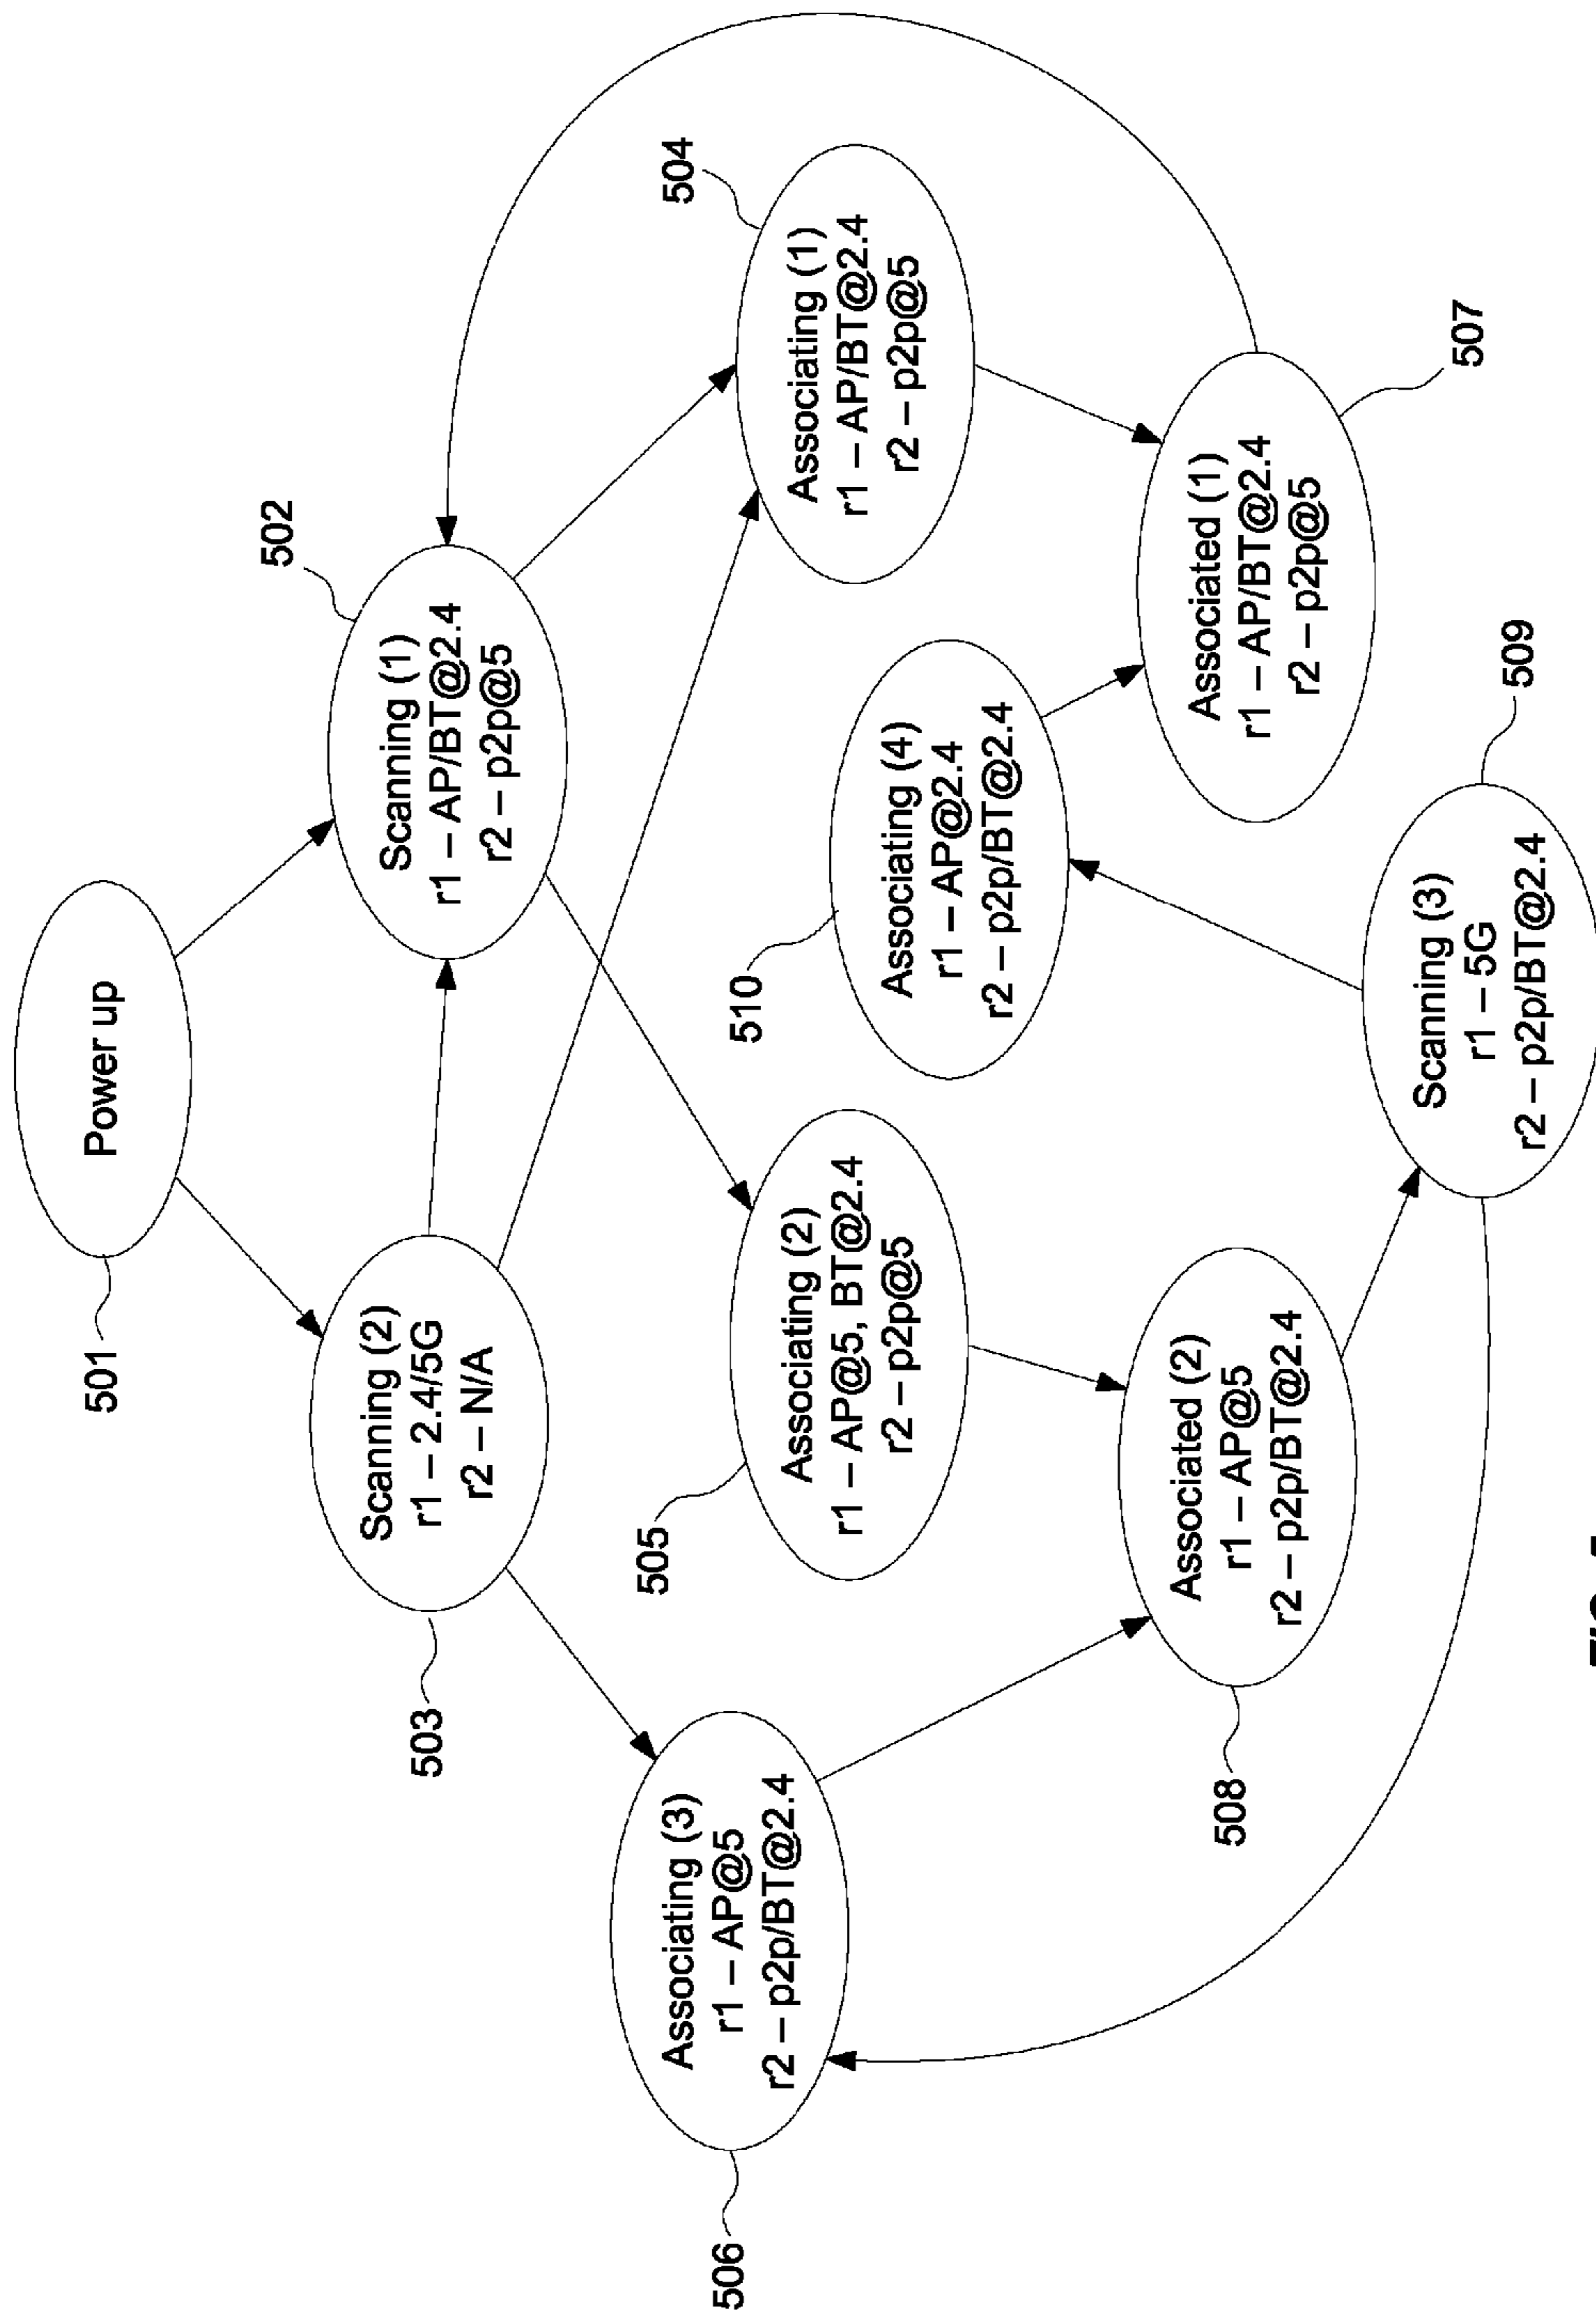 Power up
501
502
Scanning (2)
r1 – 2.4/5G
r2 – N/A
503
Scanning (1)
r1 – AP/BT@2.4
r2 – p2p@5
504
Associating (3)
r1 – AP@5
r2 – p2p/BT@2.4
506
Associating (2)
r1 – AP@5, BT@2.4
r2 – p2p@5
505
Associating (4)
r1 – AP@2.4
r2 – p2p/BT@2.4
510
Associating (1)
r1 – AP/BT@2.4
r2 – p2p@5
Associated (2)
r1 – AP@5
r2 – p2p/BT@2.4
508
Associated (1)
r1 – AP/BT@2.4
r2 – p2p@5
507
Scanning (3)
r1 – 5G
r2 – p2p/BT@2.4
509